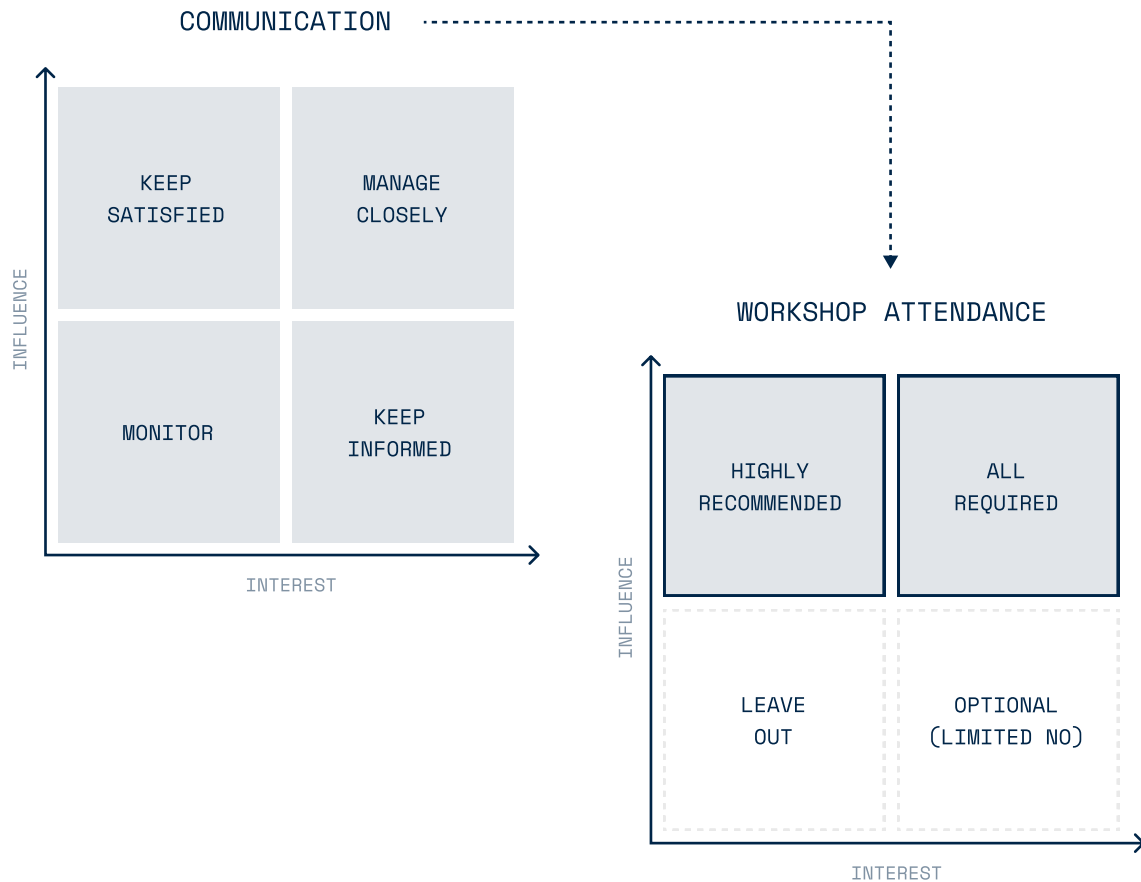 COMMUNICATION
KEEP
SATISFIED
MANAGE
CLOSELY
MONITOR
KEEP
INFORMED
INFLUENCE
INTEREST
WORKSHOP ATTENDANCE
HIGHLY
RECOMMENDED
ALL
REQUIRED
LEAVE
OUT
OPTIONAL
(LIMITED NO)
INFLUENCE
INTEREST